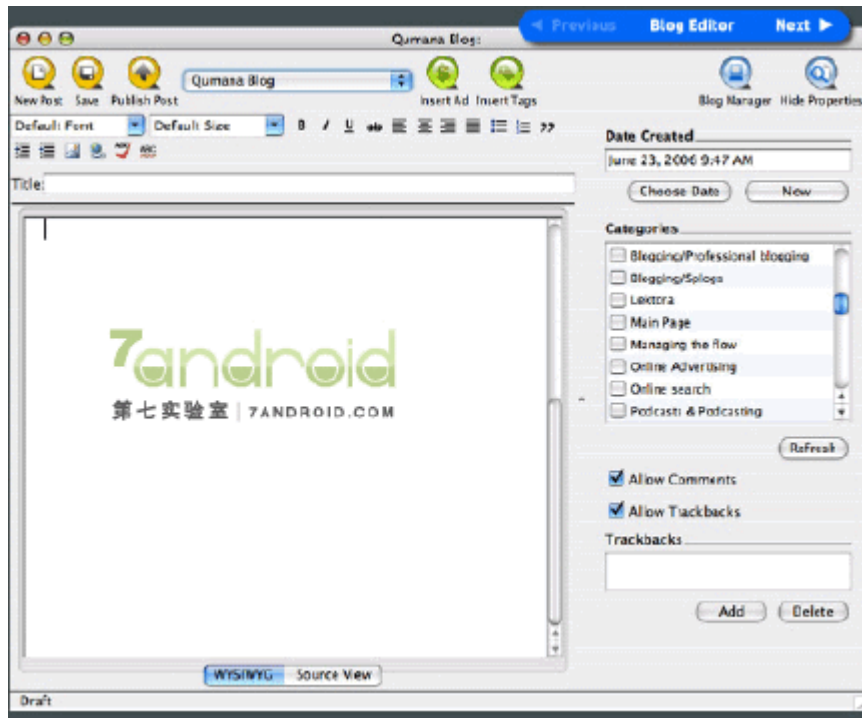 Previous Blog Editor Next
Qumana Blog:
New Post Save Publish Post Qumana Blog Insert Ad Insert Tags Blog Manager Hide Properties
Default Font Default Size B I U abc
ABC
Title:
Date Created
June 23, 2006 9:47 AM
Choose Date Now
Categories
Blogging/Professional blogging
Blogging/Splogs
Lektora
Main Page
Managing the flow
Online Advertising
Online search
Podcasts & Podcasting
Refresh
Allow Comments
Allow Trackbacks
Trackbacks
Add Delete
7android
第七实验室 | 7ANDROID.COM
WYSIWYG Source View
Draft